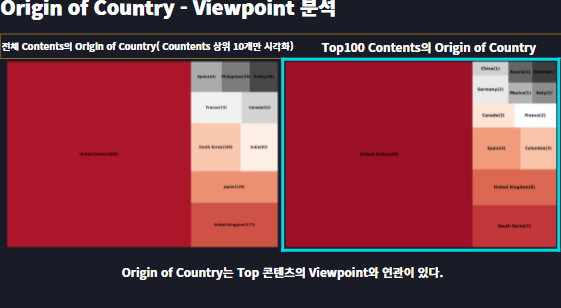 Origin of Country - Viewpoint 분석
전체 Contents의 Origin of Country( Countents 상위 10개만 시각화)
Top100 Contents의 Origin of Country
Spain
Philippines
Turkey
France(73)
Canada
South Korea
India
Japan
United Kingdom
United States
China(1)
Russia(1)
Poland
Germany(2)
Mexico(1)
Italy(1)
Canada(2)
France(2)
Spain(4)
Colombia(3)
United Kingdom(6)
South Korea(7)
United States
Origin of Country는 Top 콘텐츠의 Viewpoint와 연관이 있다.